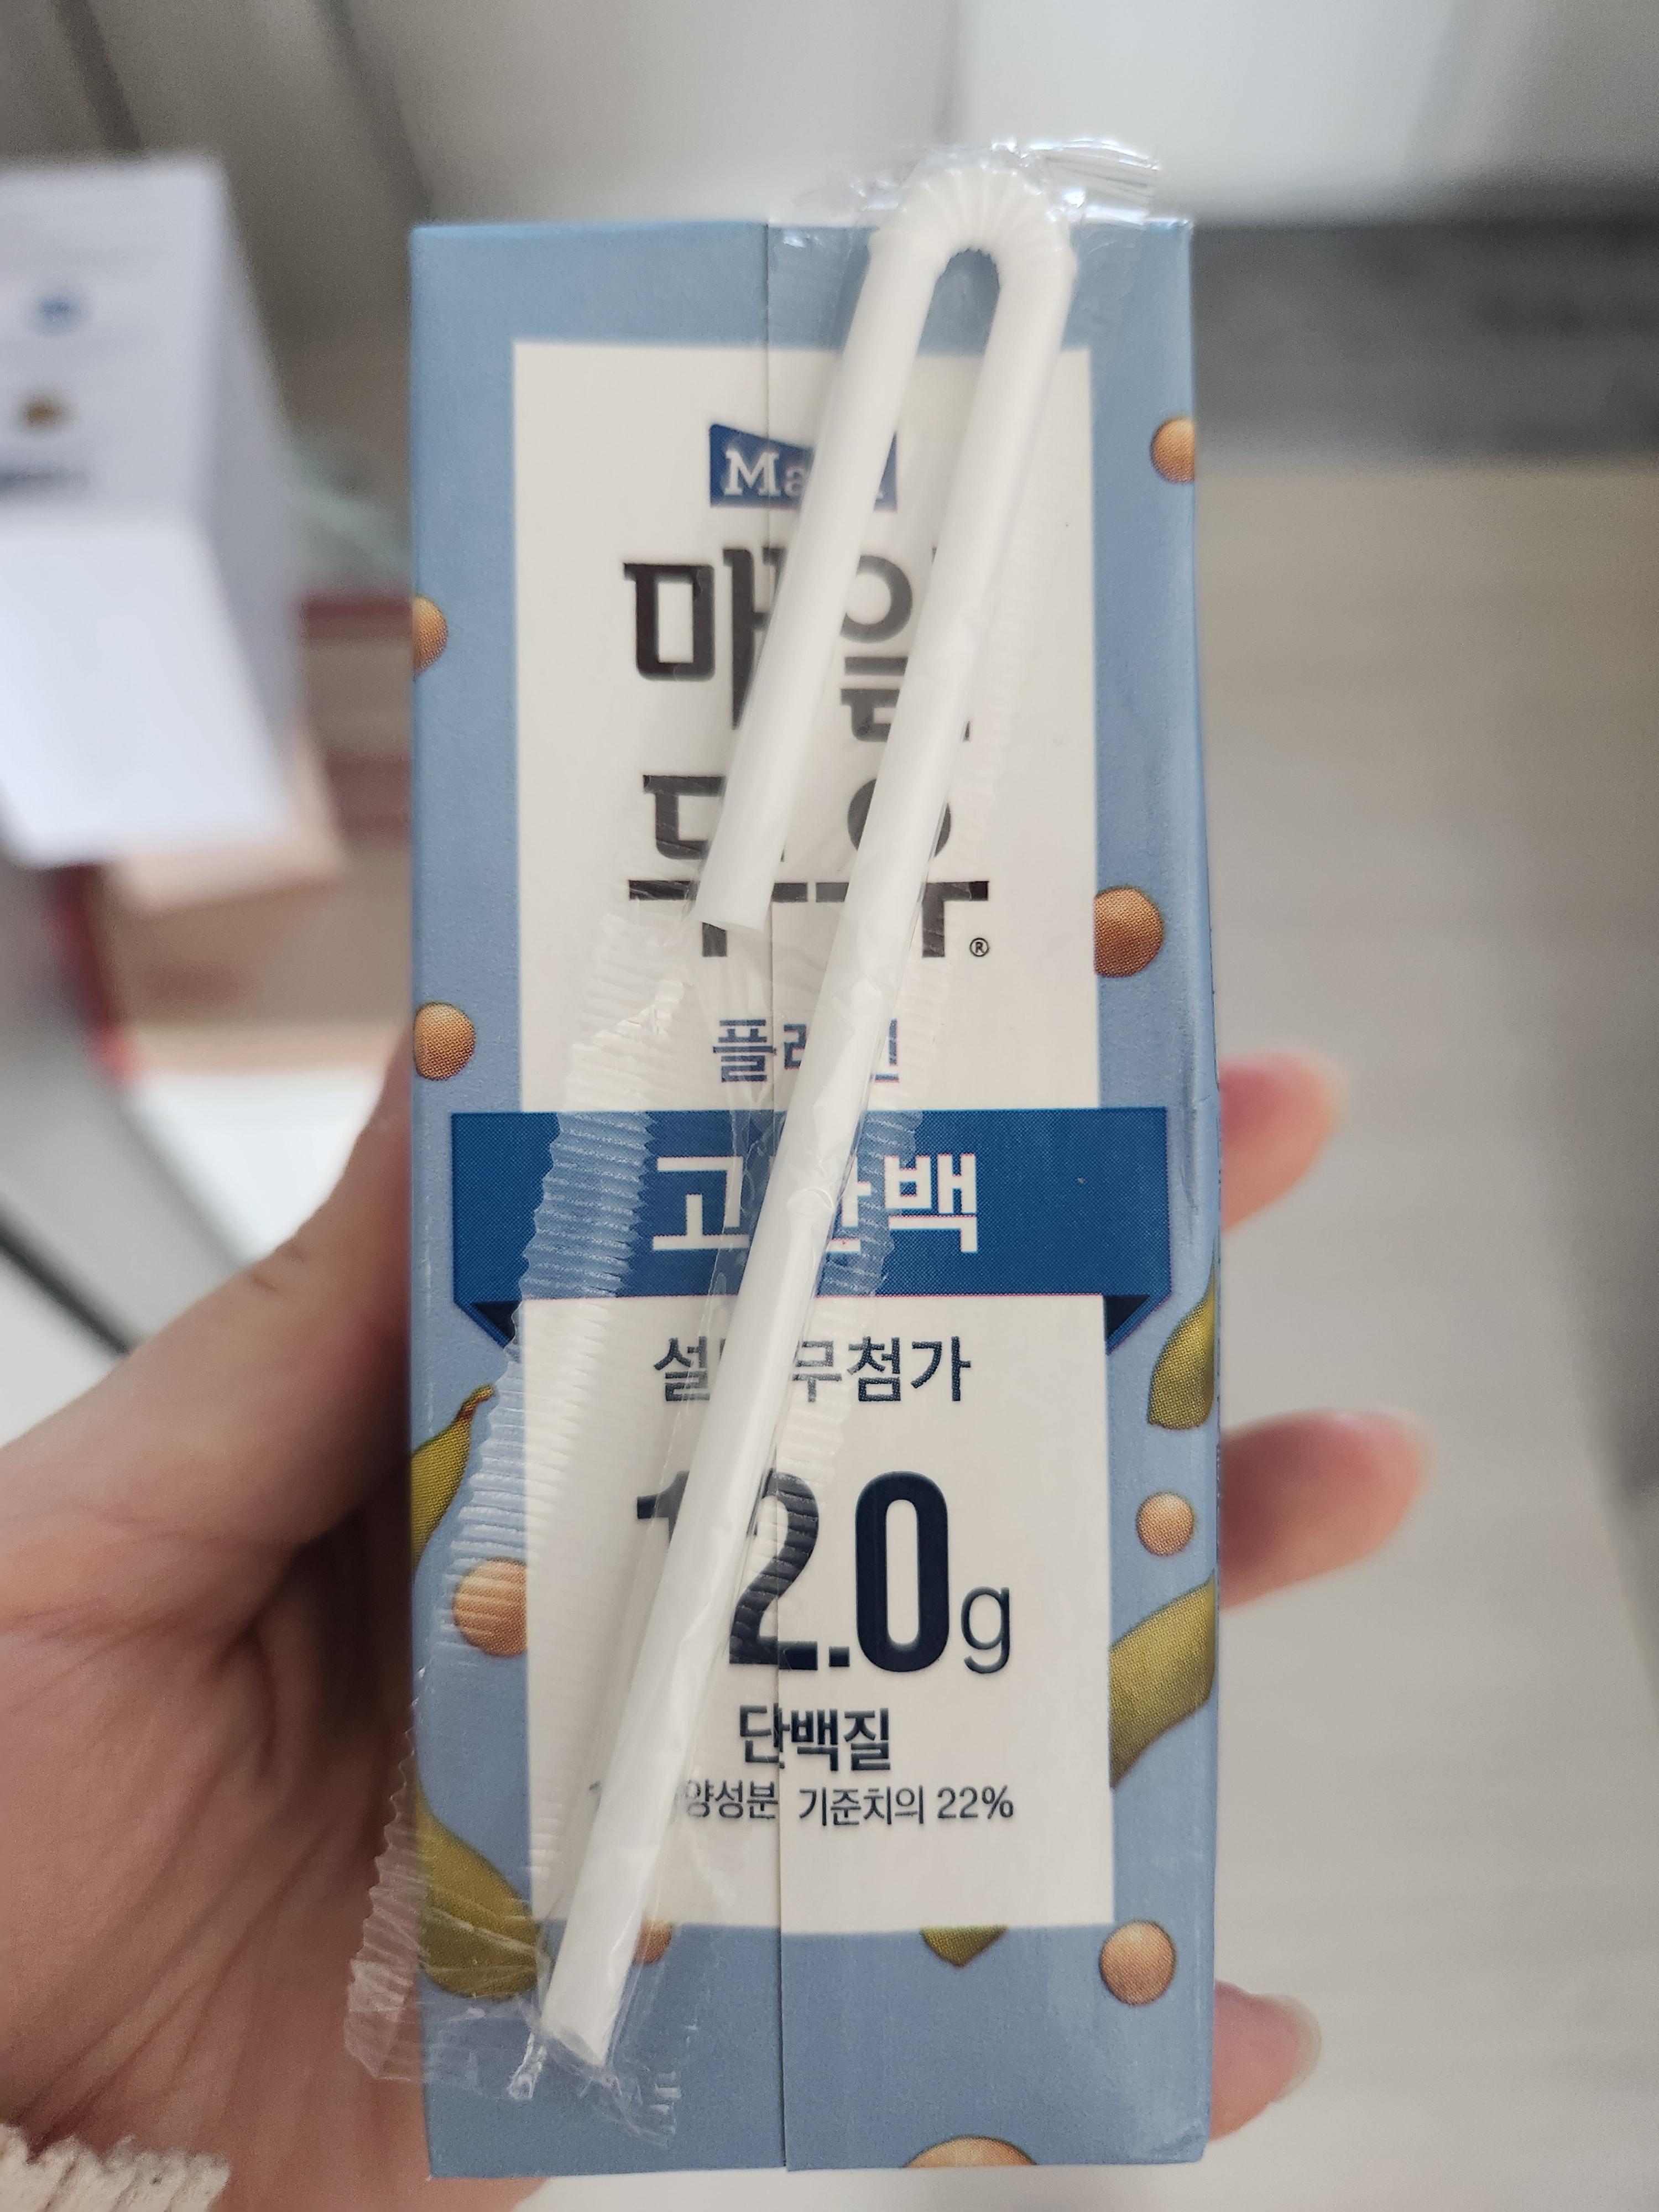 Maeil
매일
두유®
플레인
고단백
설탕무첨가
12.0g
단백질
영양성분 기준치의 22%